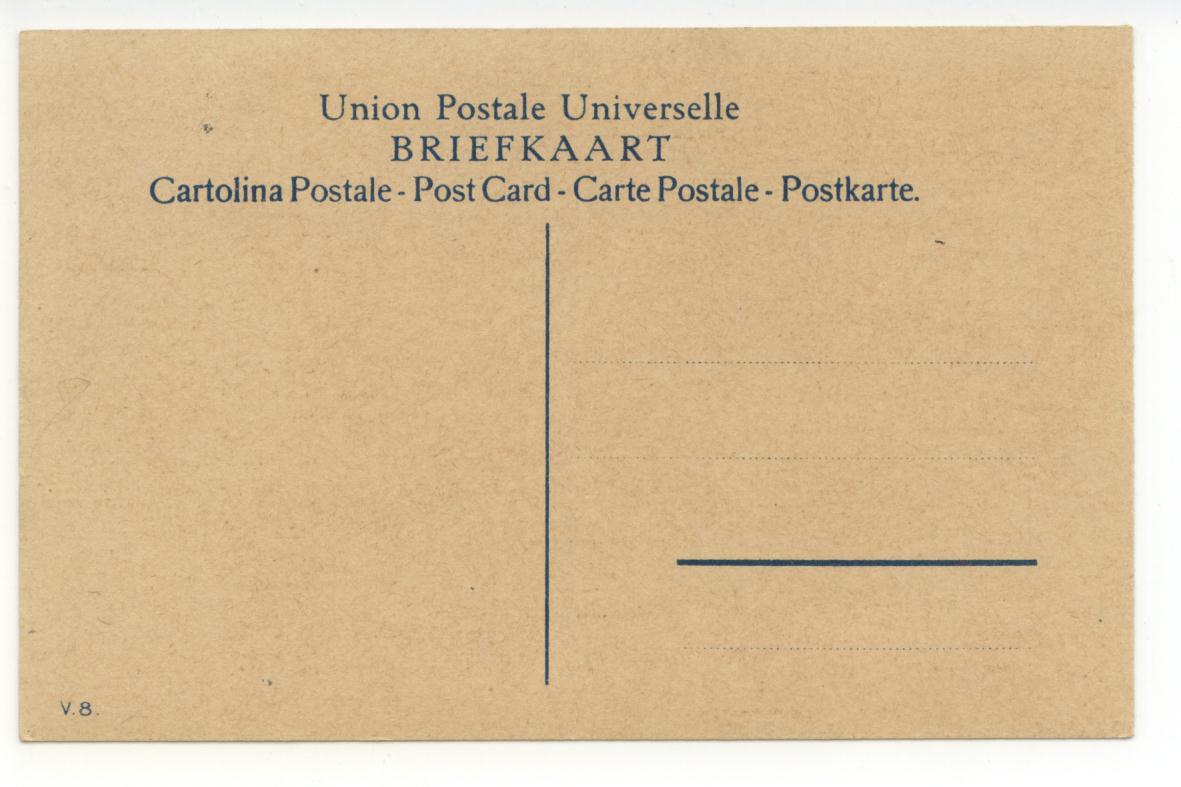 Union Postale Universelle
BRIEFKAART
Cartolina Postale - Post Card - Carte Postale - Postkarte.
V. 8.